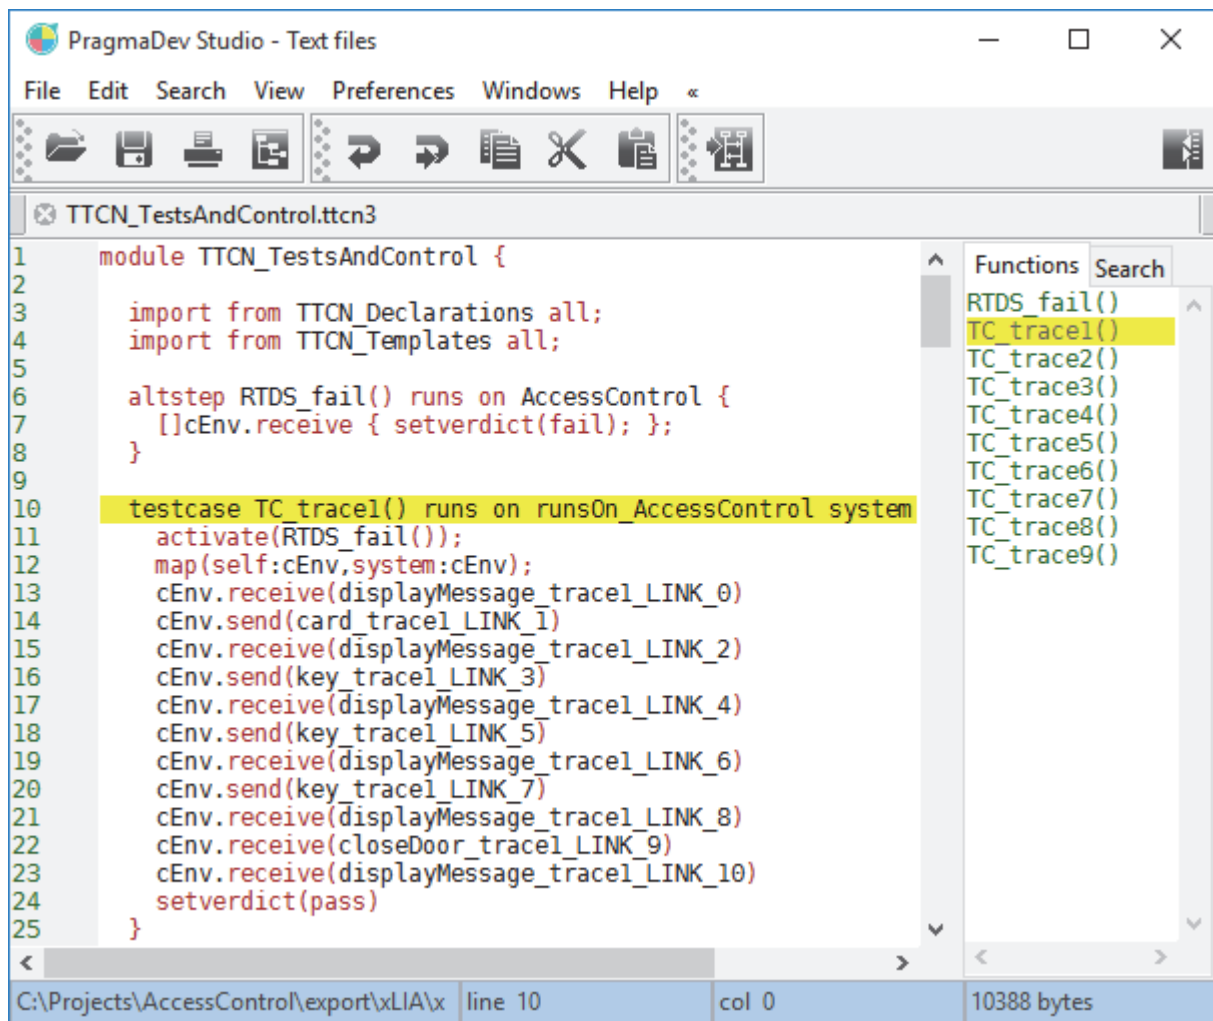 PragmaDev Studio - Text files
File Edit Search View Preferences Windows Help «
TTCN_TestsAndControl.ttcn3
1 module TTCN_TestsAndControl {
2
3 import from TTCN_Declarations all;
4 import from TTCN_Templates all;
5
6 altstep RTDS_fail() runs on AccessControl {
7 []cEnv.receive { setverdict(fail); };
8 }
9
10 testcase TC_trace1() runs on runsOn_AccessControl system
11 activate(RTDS_fail());
12 map(self:cEnv,system:cEnv);
13 cEnv.receive(displayMessage_trace1_LINK_0)
14 cEnv.send(card_trace1_LINK_1)
15 cEnv.receive(displayMessage_trace1_LINK_2)
16 cEnv.send(key_trace1_LINK_3)
17 cEnv.receive(displayMessage_trace1_LINK_4)
18 cEnv.send(key_trace1_LINK_5)
19 cEnv.receive(displayMessage_trace1_LINK_6)
20 cEnv.send(key_trace1_LINK_7)
21 cEnv.receive(displayMessage_trace1_LINK_8)
22 cEnv.receive(closeDoor_trace1_LINK_9)
23 cEnv.receive(displayMessage_trace1_LINK_10)
24 setverdict(pass)
25 }
Functions Search
RTDS_fail()
TC_trace1()
TC_trace2()
TC_trace3()
TC_trace4()
TC_trace5()
TC_trace6()
TC_trace7()
TC_trace8()
TC_trace9()
C:\Projects\AccessControl\export\xLIA\x line 10 col 0 10388 bytes